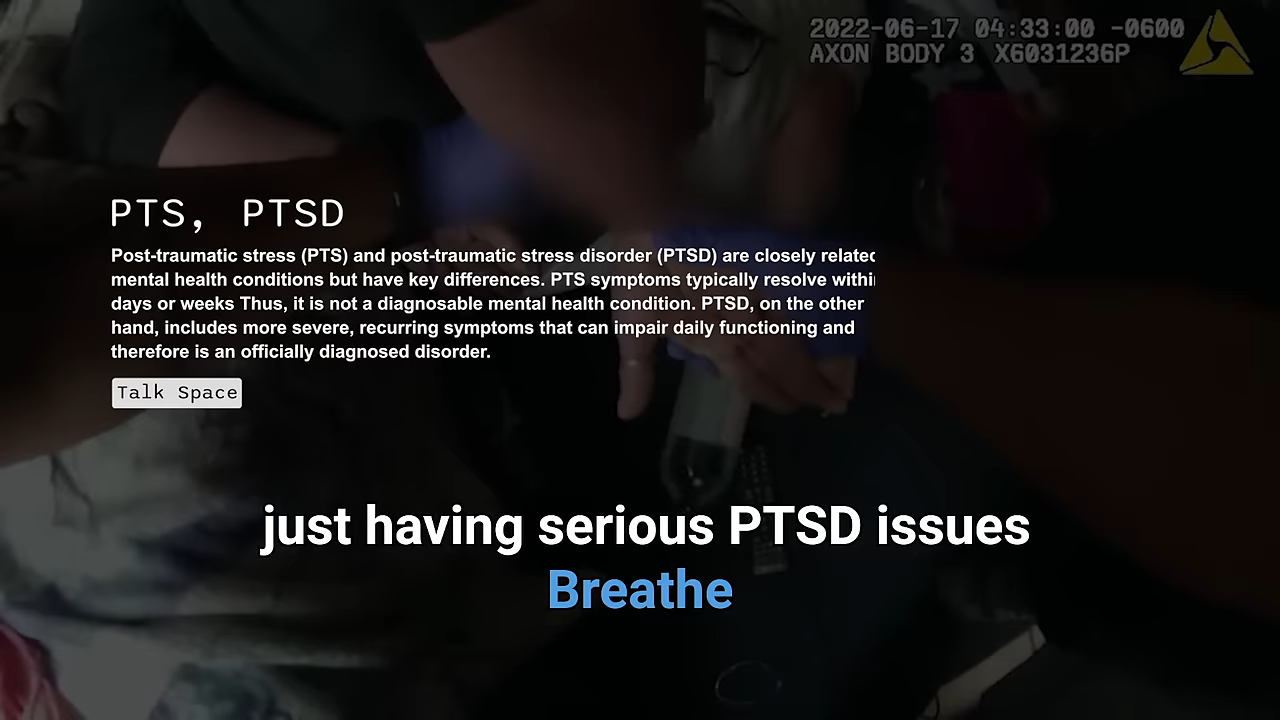 2022-06-17 04:33:00 -0600
AXON BODY 3 X6031236P
PTS, PTSD
Post-traumatic stress (PTS) and post-traumatic stress disorder (PTSD) are closely related
mental health conditions but have key differences. PTS symptoms typically resolve within
days or weeks Thus, it is not a diagnosable mental health condition. PTSD, on the other
hand, includes more severe, recurring symptoms that can impair daily functioning and
therefore is an officially diagnosed disorder.
Talk Space
just having serious PTSD issues
Breathe